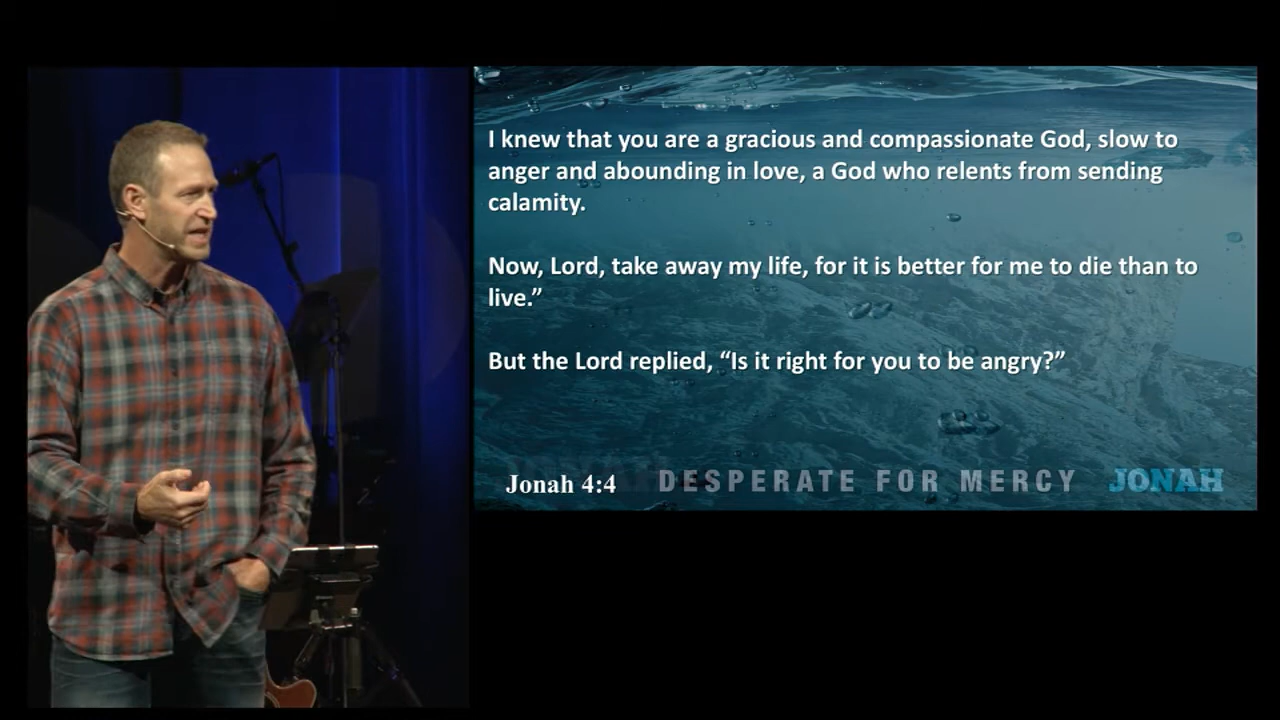 I knew that you are a gracious and compassionate God, slow to
anger and abounding in love, a God who relents from sending
calamity.
Now, Lord, take away my life, for it is better for me to die than to
live.”
But the Lord replied, “Is it right for you to be angry?”
Jonah 4:4 DESPERATE FOR MERCY JONAH